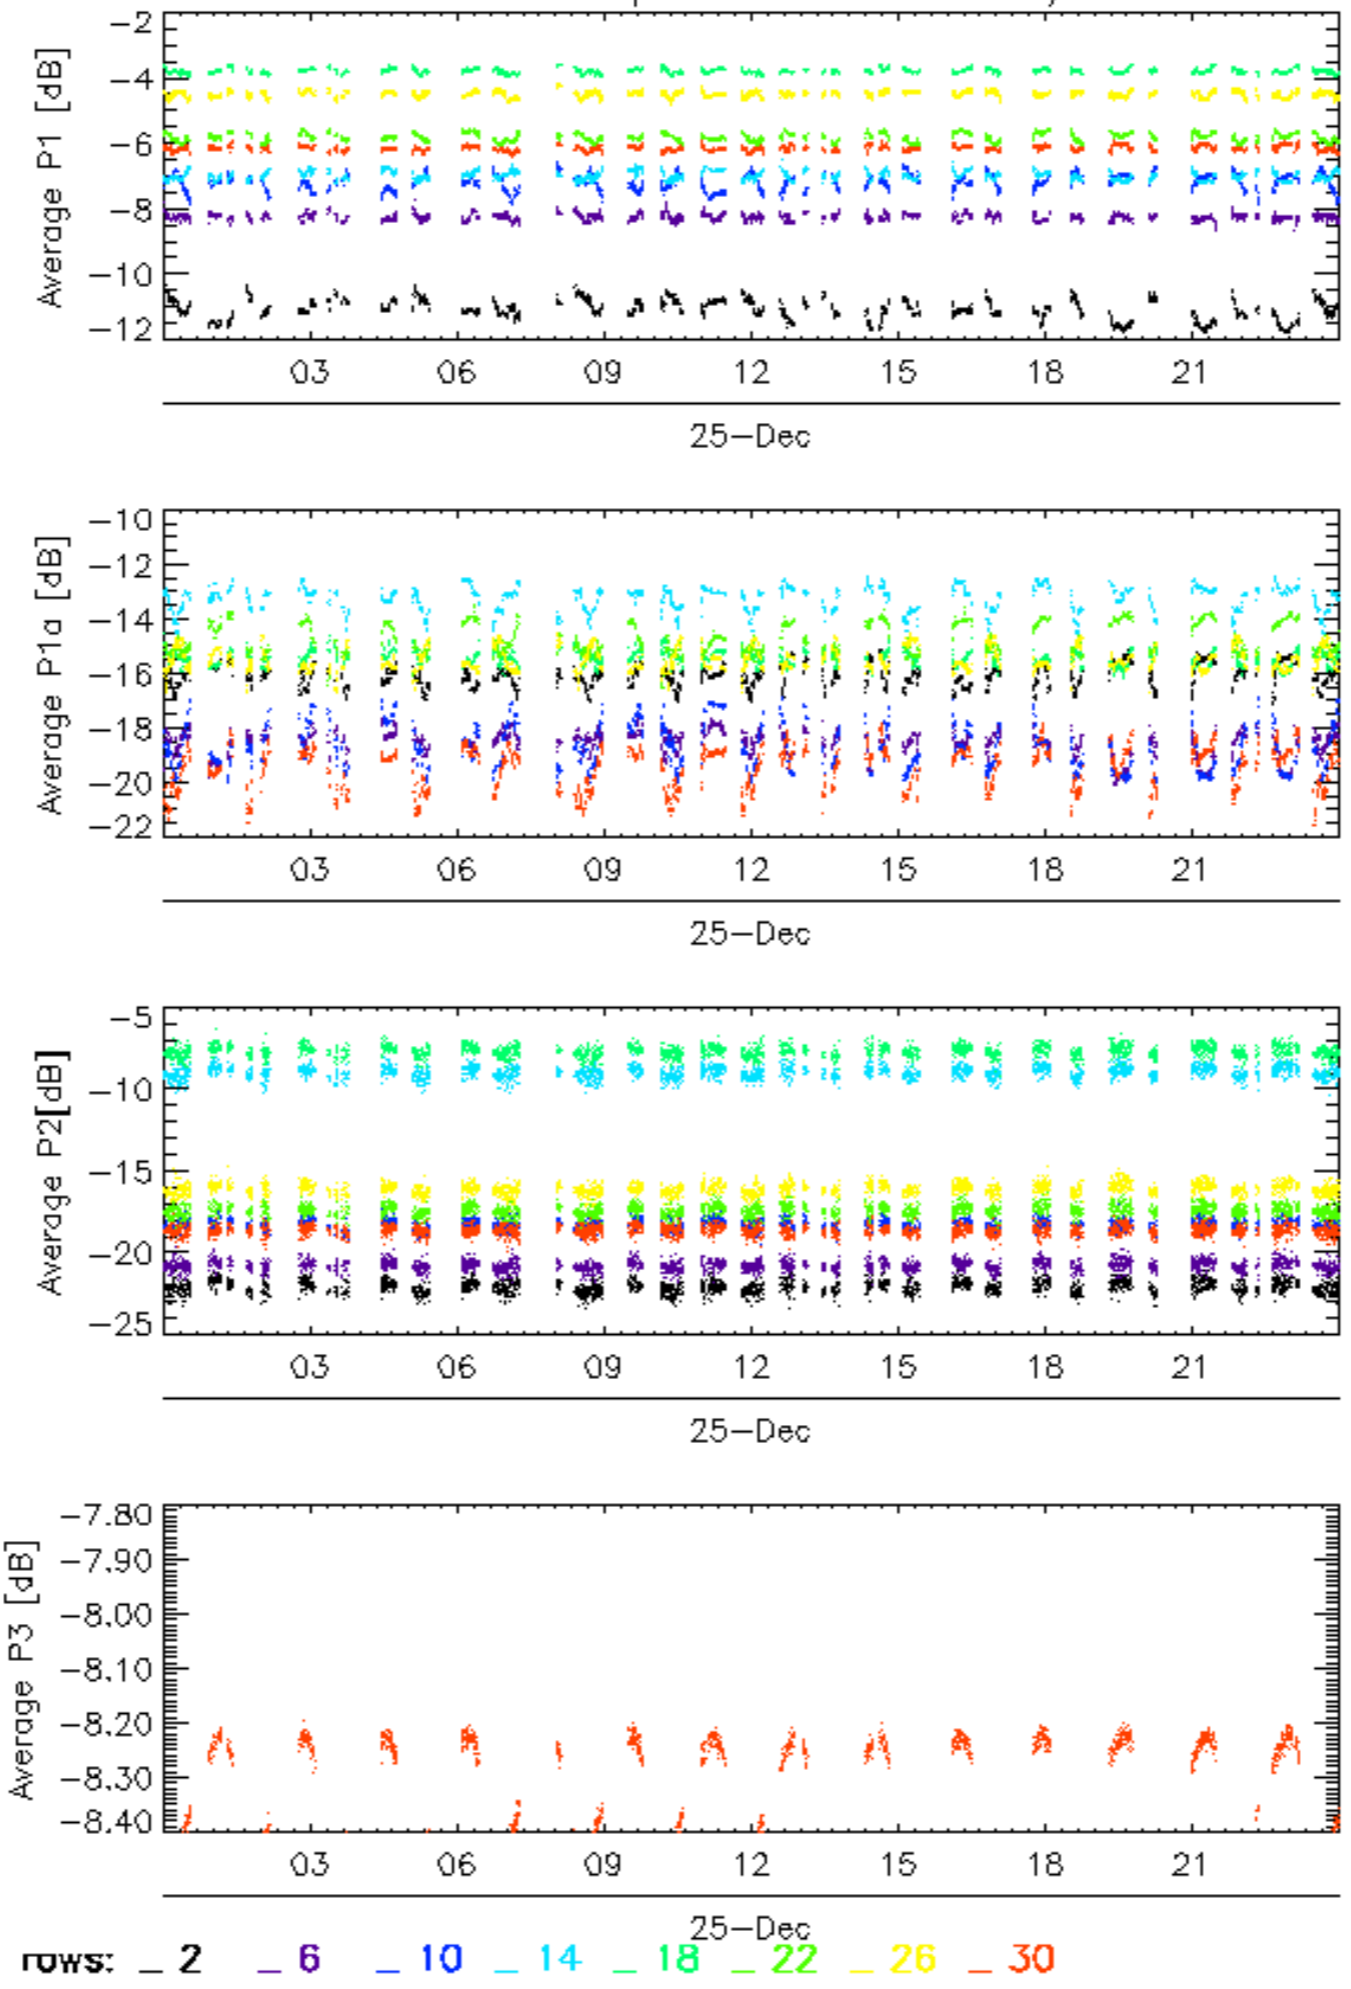 Average P1 [dB]
-2
-4
-6
-8
-10
-12
03 06 09 12 15 18 21
25-Dec
Average P1a [dB]
-10
-12
-14
-16
-18
-20
-22
03 06 09 12 15 18 21
25-Dec
Average P2[dB]
-5
-10
-15
-20
-25
03 06 09 12 15 18 21
25-Dec
Average P3 [dB]
-7.80
-7.90
-8.00
-8.10
-8.20
-8.30
-8.40
03 06 09 12 15 18 21
25-Dec
rows: _ 2 _ 6 _ 10 _ 14 _ 18 _ 22 _ 26 _ 30